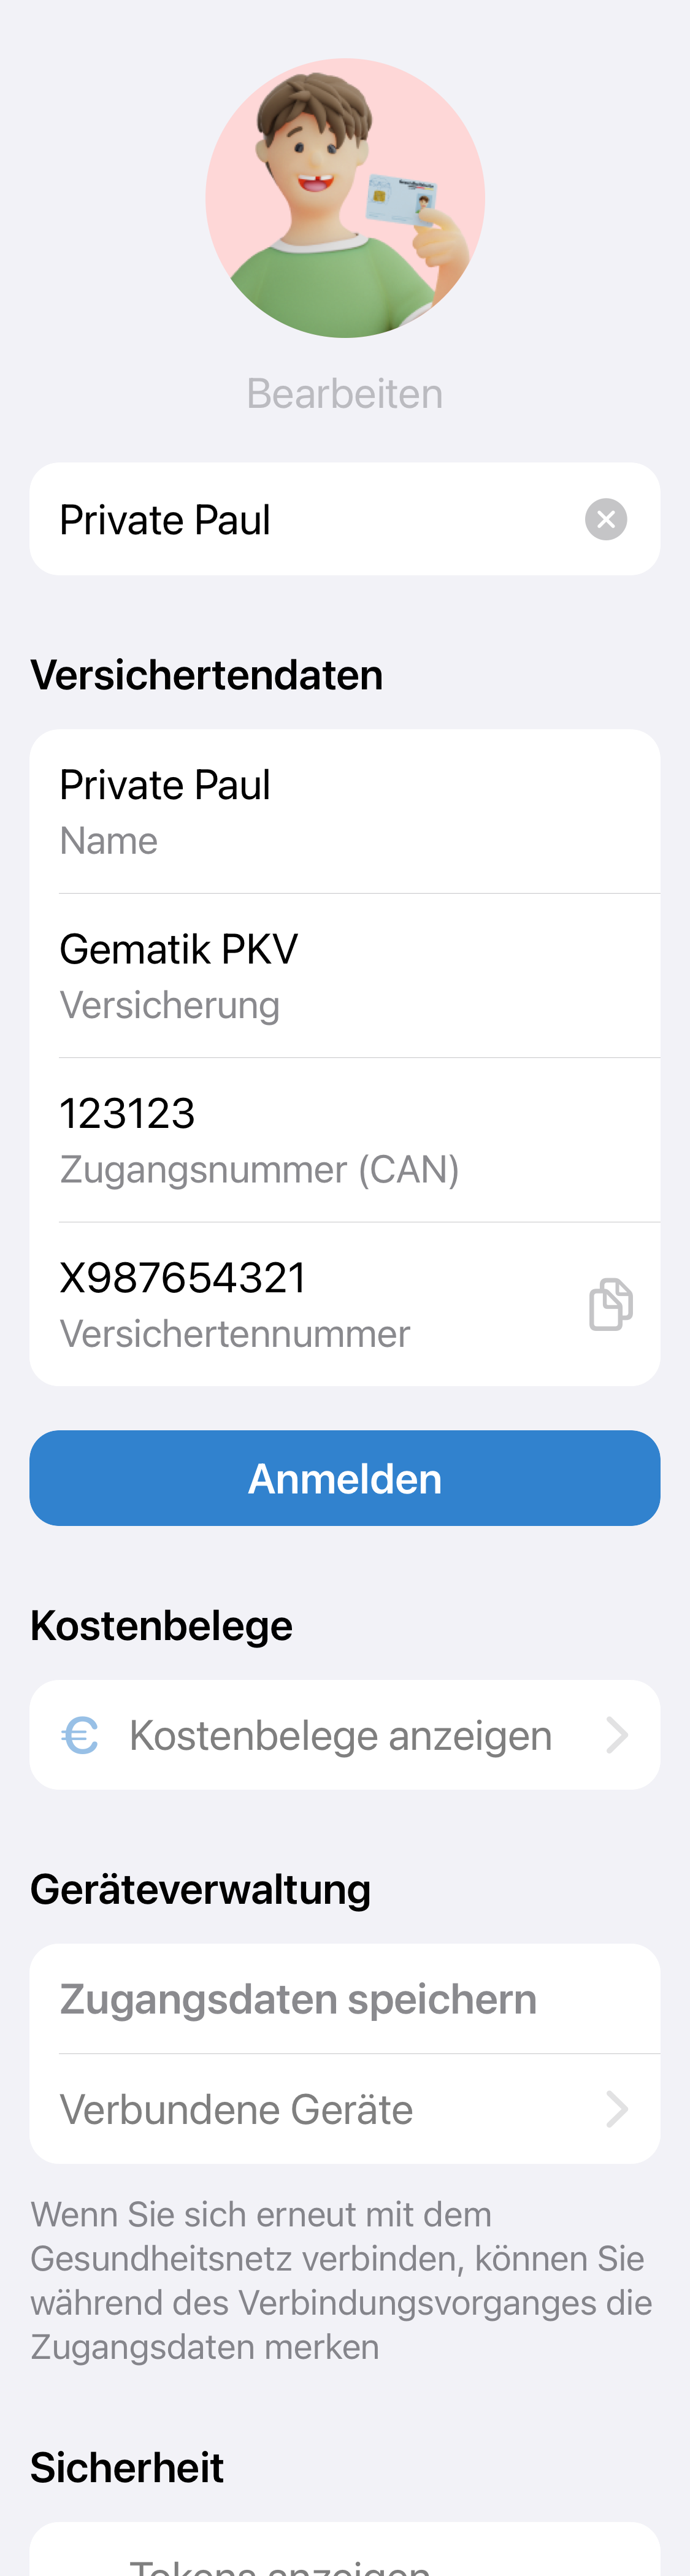 Bearbeiten
Private Paul
Versichertendaten
Private Paul
Name
Gematik PKV
Versicherung
123123
Zugangsnummer (CAN)
X987654321
Versichertennummer
Anmelden
Kostenbelege
€ Kostenbelege anzeigen
Geräteverwaltung
Zugangsdaten speichern
Verbundene Geräte
Wenn Sie sich erneut mit dem
Gesundheitsnetz verbinden, können Sie
während des Verbindungsvorganges die
Zugangsdaten merken
Sicherheit
Tokens anzeigen